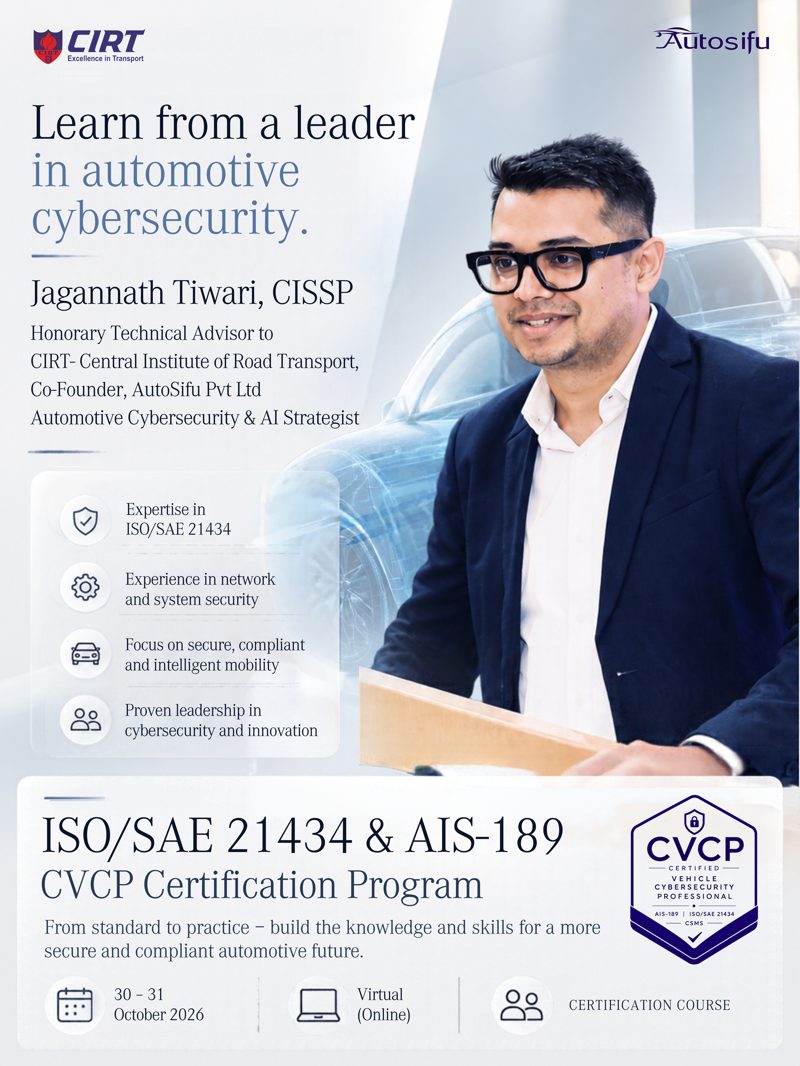 CIRT
Excellence in Transport
Autosifu
Learn from a leader
in automotive
cybersecurity.
Jagannath Tiwari, CISSP
Honorary Technical Advisor to
CIRT- Central Institute of Road Transport,
Co-Founder, AutoSifu Pvt Ltd
Automotive Cybersecurity & AI Strategist
Expertise in
ISO/SAE 21434
Experience in network
and system security
Focus on secure, compliant
and intelligent mobility
Proven leadership in
cybersecurity and innovation
ISO/SAE 21434 & AIS-189
CVCP Certification Program
From standard to practice – build the knowledge and skills for a more
secure and compliant automotive future.
30 – 31
October 2026
Virtual
(Online)
CERTIFICATION COURSE
CVCP
CERTIFIED
VEHICLE
CYBERSECURITY
PROFESSIONAL
AIS-189 | ISO/SAE 21434
CSMS